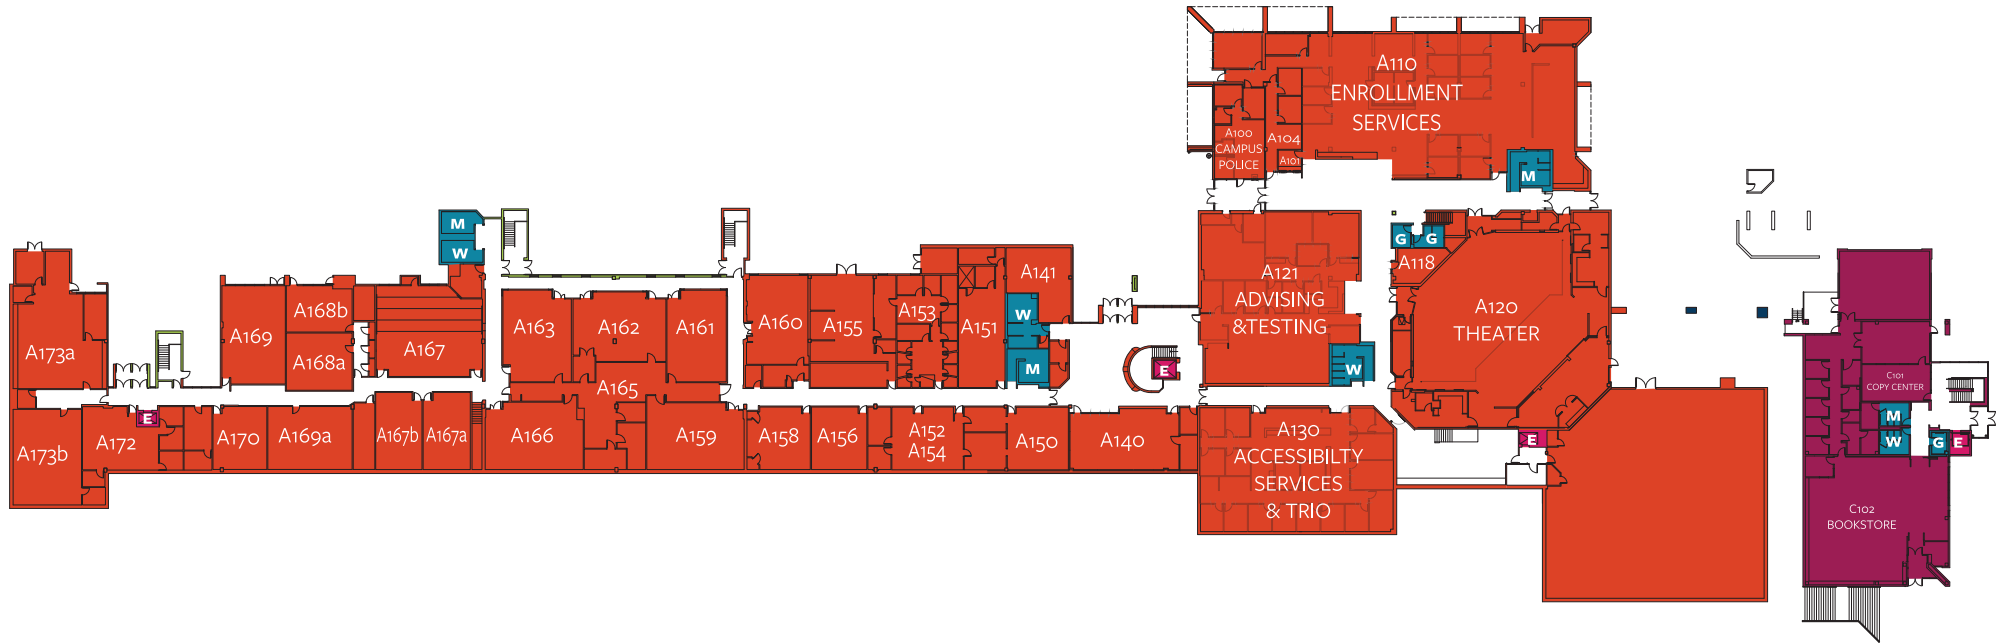 A110
ENROLLMENT
SERVICES
A100
CAMPUS
POLICE
A104
A101
M
M
W
G
G
A118
A121
ADVISING
&TESTING
A120
THEATER
W
E
A141
W
M
A173a
A169
A168b
A168a
A167
A163
A162
A161
A165
A160
A155
A153
A151
C101
COPY CENTER
M
W
G
E
A173b
A172
E
A170
A169a
A167b
A167a
A166
A159
A158
A156
A152
A154
A150
A140
A130
ACCESSIBILTY
SERVICES
& TRIO
E
C102
BOOKSTORE